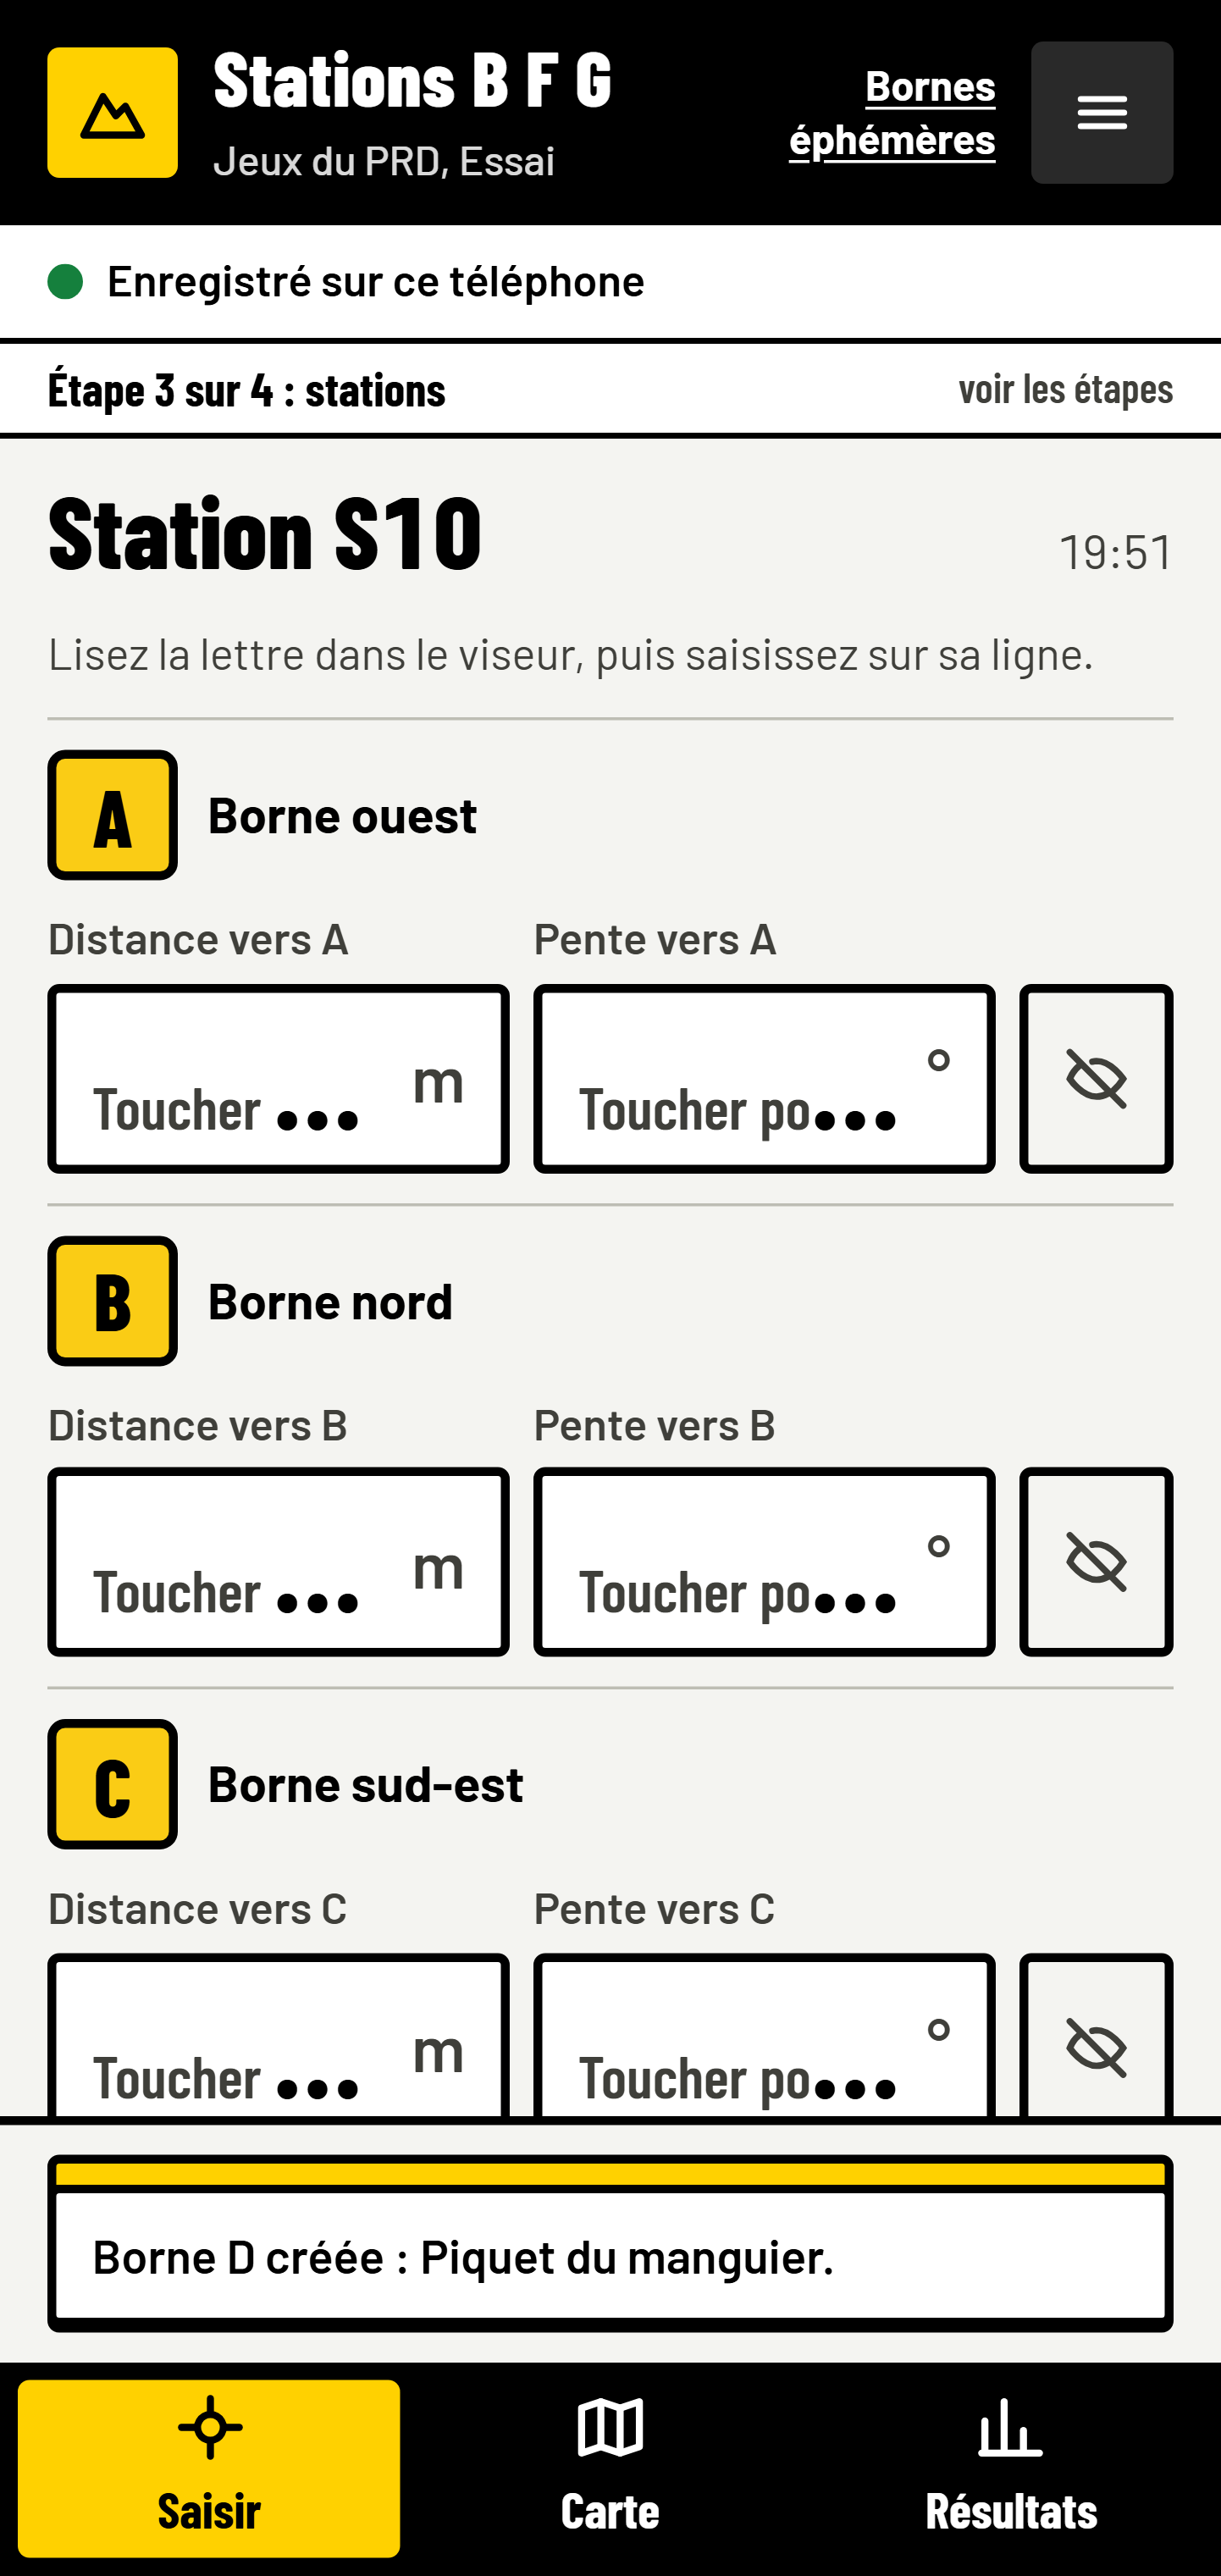 Stations B F G
Jeux du PRD, Essai
Bornes
éphémères
Enregistré sur ce téléphone
Étape 3 sur 4 : stations
voir les étapes
Station S10
19:51
Lisez la lettre dans le viseur, puis saisissez sur sa ligne.
A
Borne ouest
Distance vers A
Pente vers A
Toucher ...
m
Toucher po...
°
B
Borne nord
Distance vers B
Pente vers B
Toucher ...
m
Toucher po...
°
C
Borne sud-est
Distance vers C
Pente vers C
Toucher ...
m
Toucher po...
°
Borne D créée : Piquet du manguier.
Saisir
Carte
Résultats